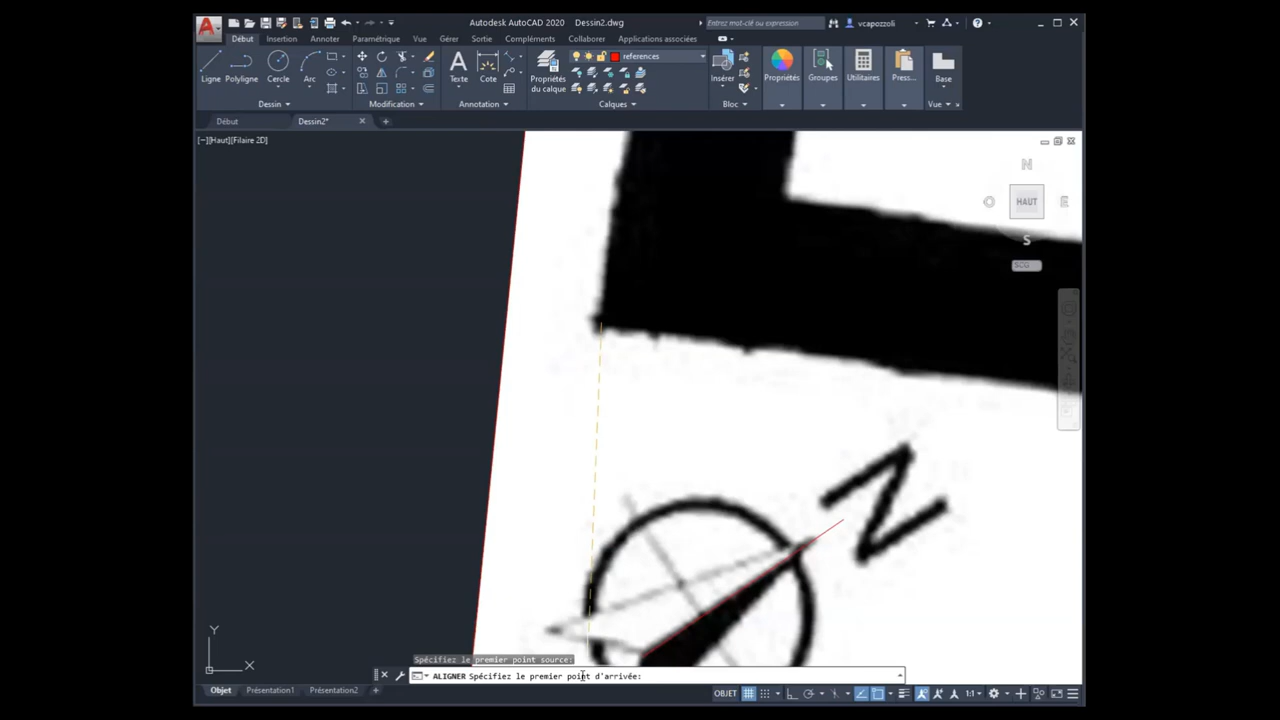 Autodesk AutoCAD 2020 Dessin2.dwg
Entrez mot-clé ou expression
vcapozzoli
Début Insertion Annoter Paramétrique Vue Gérer Sortie Compléments Collaborer Applications associées
references
Ligne Polyligne Cercle Arc
Texte Cote
Propriétés du calque
Insérer
Propriétés Groupes Utilitaires Press... Base
Dessin Modification Annotation Calques Bloc Vue
Début Dessin2*
[−][Haut][Filaire 2D]
N
O HAUT E
S
SCG
N
Y
X
Spécifiez le premier point source:
ALIGNER Spécifiez le premier point d'arrivée:
Objet Présentation1 Présentation2
OBJET
1:1